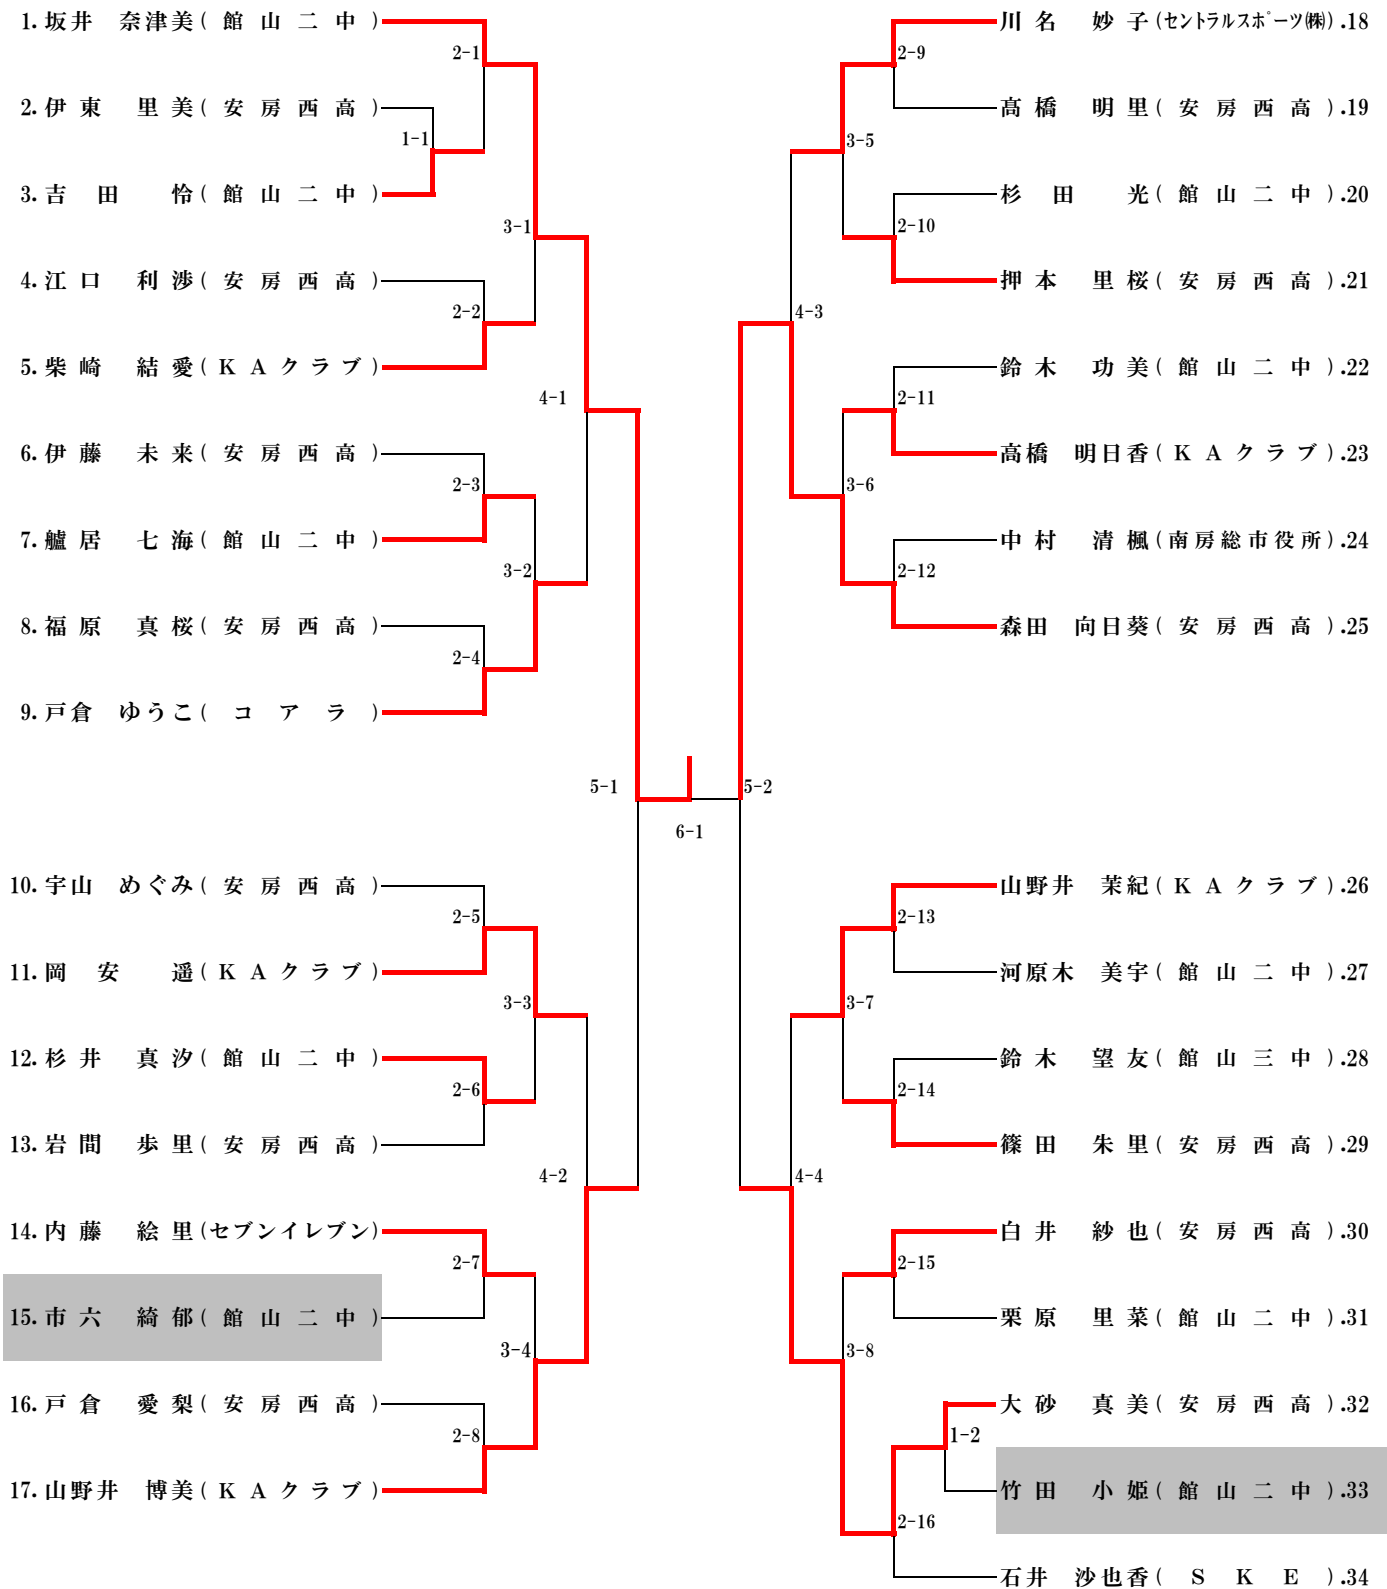 1. 坂井 奈津美 ( 館 山 二 中 )
2-1
2. 伊 東 里 美 ( 安 房 西 高 )
1-1
3. 吉 田 怜 ( 館 山 二 中 )
3-1
4. 江 口 利 渉 ( 安 房 西 高 )
2-2
5. 柴 崎 結 愛 ( K A クラブ )
4-1
6. 伊 藤 未 来 ( 安 房 西 高 )
2-3
7. 艫 居 七 海 ( 館 山 二 中 )
3-2
8. 福 原 真 桜 ( 安 房 西 高 )
2-4
9. 戸倉 ゆうこ ( コ ア ラ )
5-1
6-1
10. 宇山 めぐみ ( 安 房 西 高 )
2-5
11. 岡 安 遥 ( K A クラブ )
3-3
12. 杉 井 真 汐 ( 館 山 二 中 )
2-6
13. 岩 間 歩 里 ( 安 房 西 高 )
4-2
14. 内 藤 絵 里 (セブンイレブン)
2-7
15. 市 六 綺 郁 ( 館 山 二 中 )
3-4
16. 戸 倉 愛 梨 ( 安 房 西 高 )
2-8
17. 山野井 博美 ( K A クラブ )
川 名 妙 子 (セントラルスポーツ㈱) .18
2-9
高 橋 明 里 ( 安 房 西 高 ) .19
3-5
杉 田 光 ( 館 山 二 中 ) .20
2-10
押 本 里 桜 ( 安 房 西 高 ) .21
4-3
鈴 木 功 美 ( 館 山 二 中 ) .22
2-11
高橋 明日香 ( K A クラブ ) .23
3-6
中 村 清 楓 (南房総市役所) .24
2-12
森田 向日葵 ( 安 房 西 高 ) .25
5-2
山野井 茉紀 ( K A クラブ ) .26
2-13
河原木 美宇 ( 館 山 二 中 ) .27
3-7
鈴 木 望 友 ( 館 山 三 中 ) .28
2-14
篠 田 朱 里 ( 安 房 西 高 ) .29
4-4
白 井 紗 也 ( 安 房 西 高 ) .30
2-15
栗 原 里 菜 ( 館 山 二 中 ) .31
3-8
大 砂 真 美 ( 安 房 西 高 ) .32
1-2
竹 田 小 姫 ( 館 山 二 中 ) .33
2-16
石井 沙也香 ( S K E ) .34